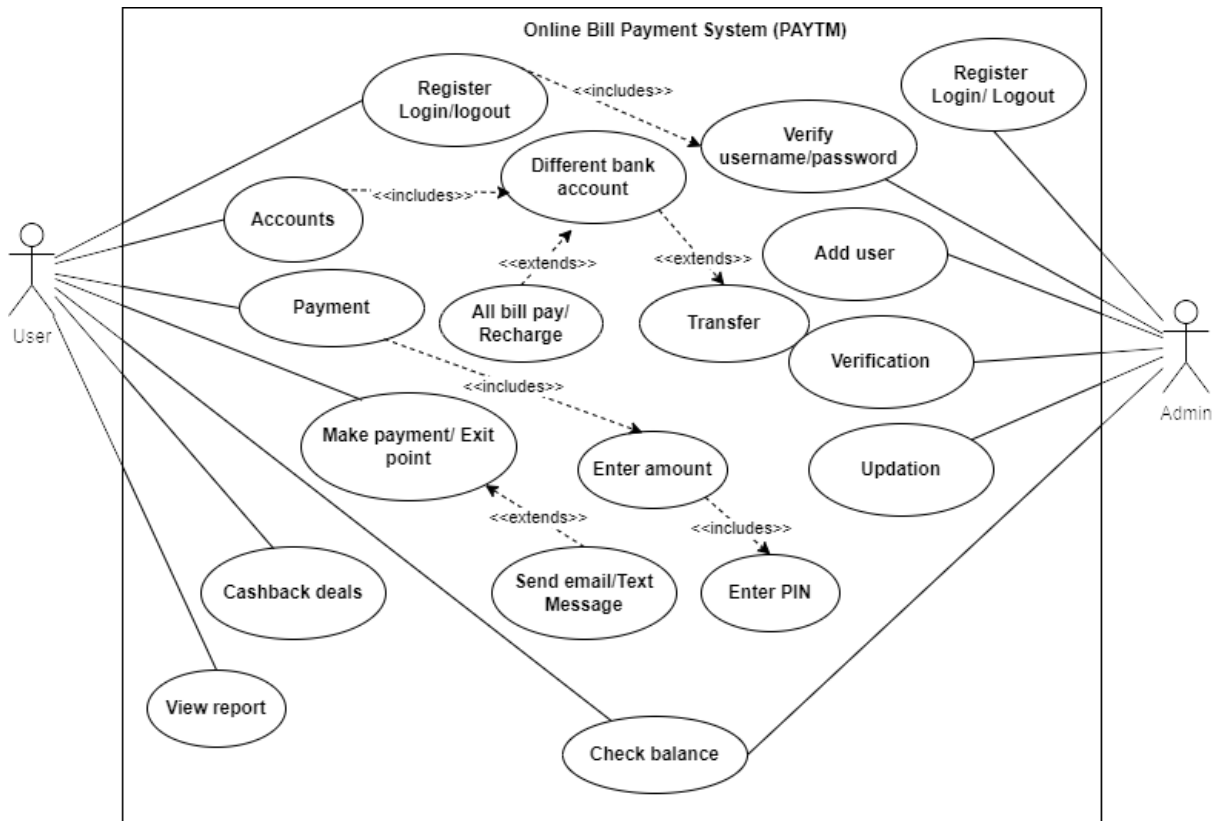 Online Bill Payment System (PAYTM)
Register
Login/logout
<<includes>>
Register
Login/ Logout
Verify
username/password
Different bank
account
<<includes>>
Accounts
<<extends>>
<<extends>>
Add user
Payment
All bill pay/
Recharge
Transfer
User
Verification
<<includes>>
Admin
Make payment/ Exit
point
Enter amount
Updation
<<extends>>
<<includes>>
Cashback deals
Send email/Text
Message
Enter PIN
View report
Check balance